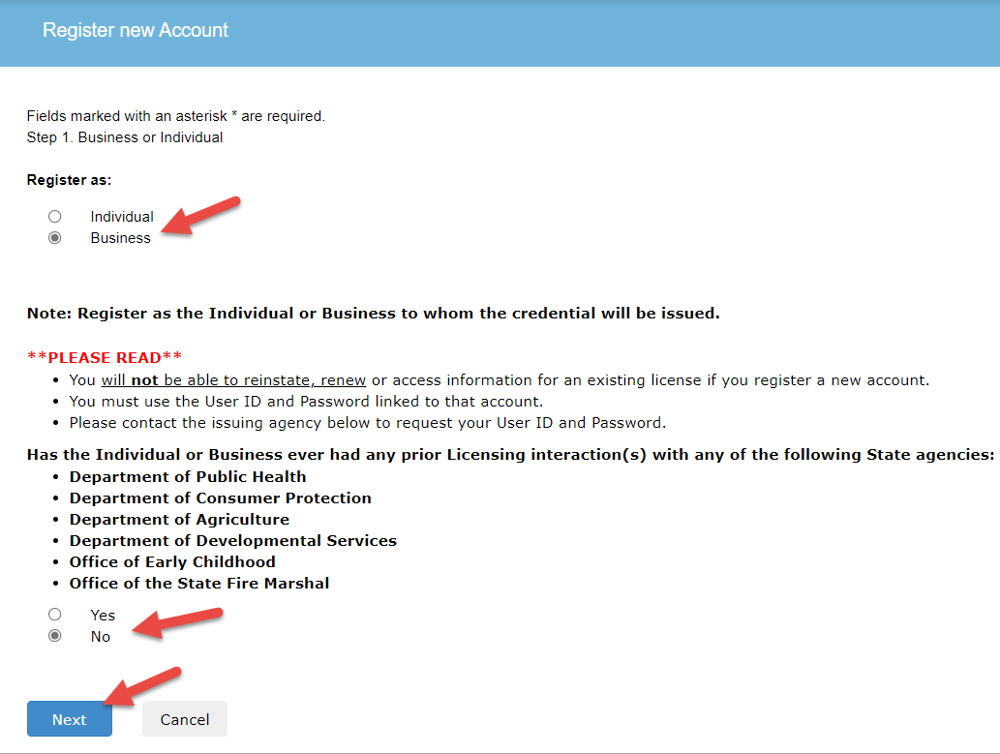 Register new Account
Fields marked with an asterisk * are required.
Step 1. Business or Individual
Register as:
Individual
Business
Note: Register as the Individual or Business to whom the credential will be issued.
**PLEASE READ**
• You will not be able to reinstate, renew or access information for an existing license if you register a new account.
• You must use the User ID and Password linked to that account.
• Please contact the issuing agency below to request your User ID and Password.
Has the Individual or Business ever had any prior Licensing interaction(s) with any of the following State agencies:
• Department of Public Health
• Department of Consumer Protection
• Department of Agriculture
• Department of Developmental Services
• Office of Early Childhood
• Office of the State Fire Marshal
Yes
No
Next Cancel